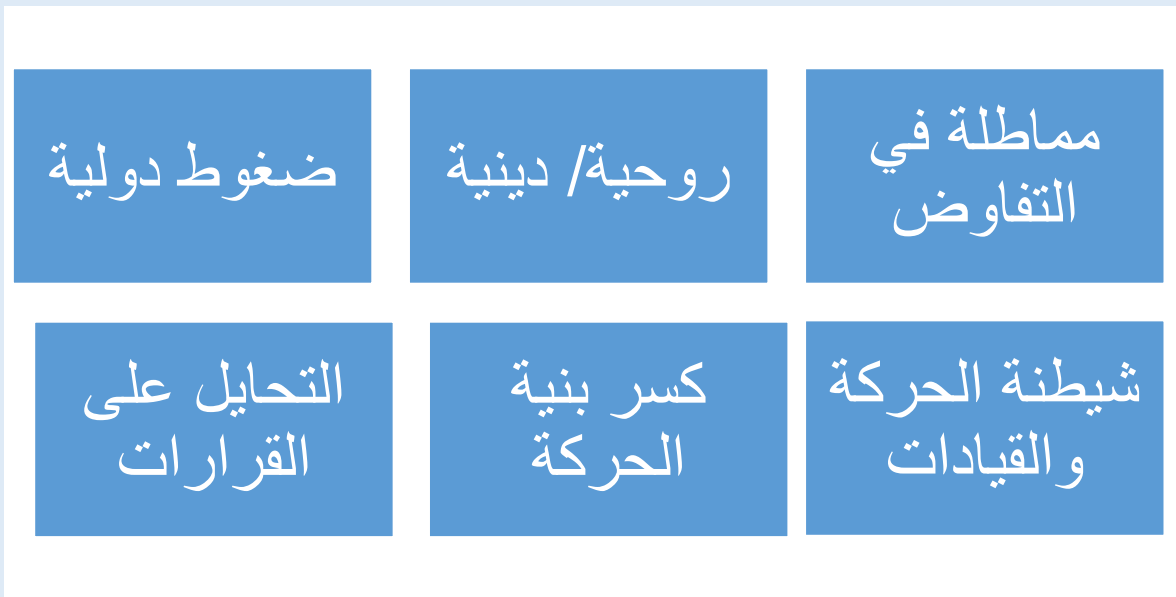 مماطلة في
التفاوض
روحية/ دينية
ضغوط دولية
شيطنة الحركة
والقيادات
كسر بنية
الحركة
التحايل على
القرارات